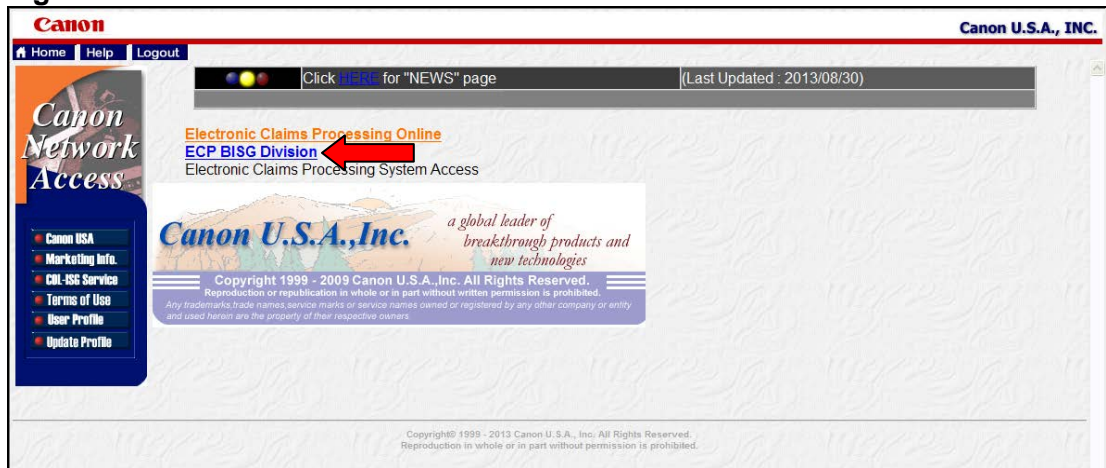 Canon
Canon U.S.A., INC.
Home Help Logout
Click HERE for "NEWS" page (Last Updated : 2013/08/30)
Canon
Network
Access
Electronic Claims Processing Online
ECP BISG Division
Electronic Claims Processing System Access
Canon U.S.A.,Inc.
a global leader of
breakthrough products and
new technologies
Copyright 1999 - 2009 Canon U.S.A.,Inc. All Rights Reserved.
Reproduction or republication in whole or in part without written permission is prohibited.
Any trademarks,trade names,service marks or service names owned or registered by any other company or entity
and used herein are the property of their respective owners.
Canon USA
Marketing Info.
CDL-ISG Service
Terms of Use
User Profile
Update Profile
Copyright© 1999 - 2013 Canon U.S.A., Inc. All Rights Reserved.
Reproduction in whole or in part without permission is prohibited.